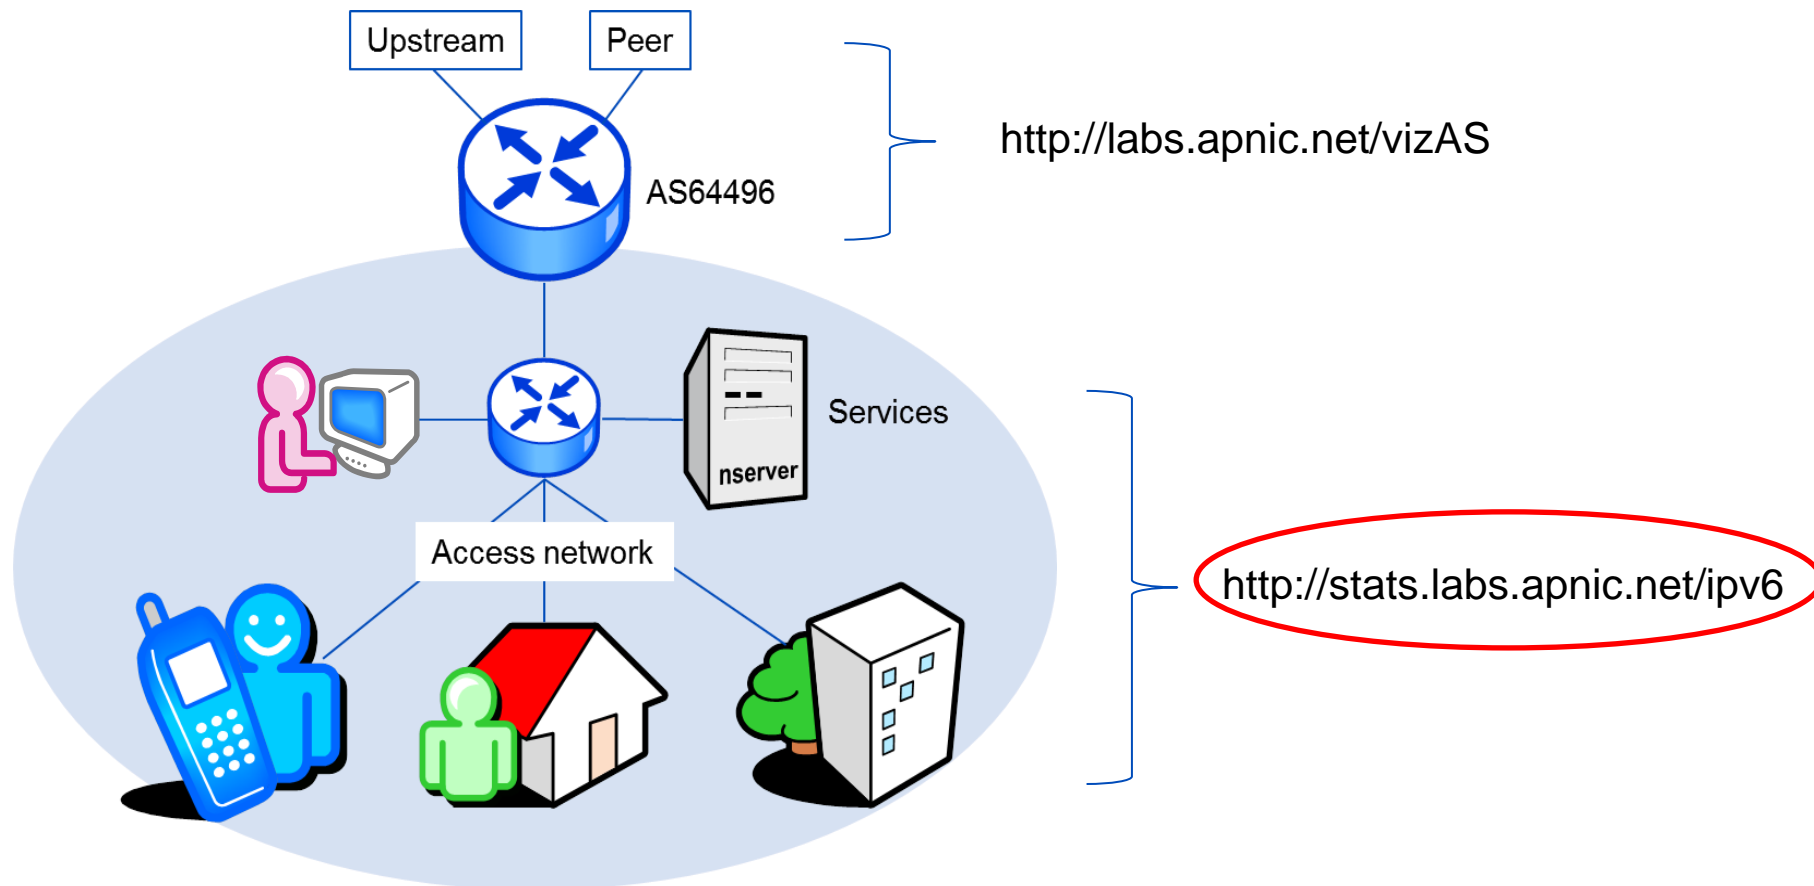 Upstream
Peer
http://labs.apnic.net/vizAS
AS64496
Services
nserver
Access network
http://stats.labs.apnic.net/ipv6